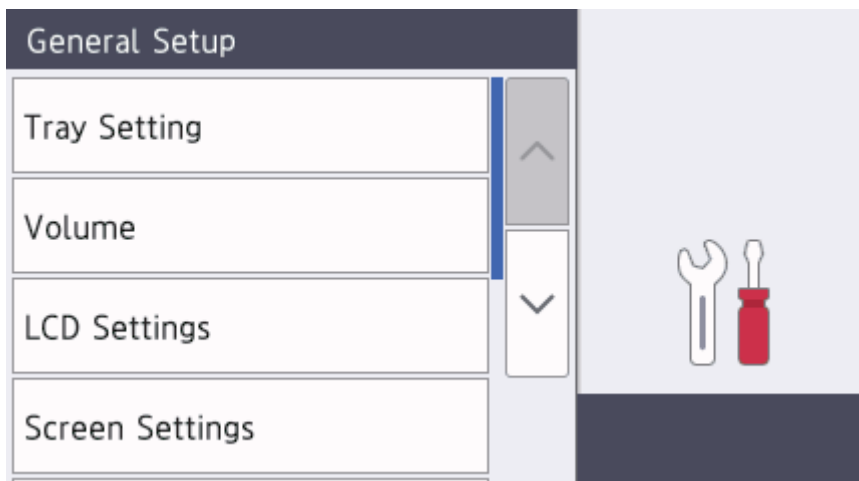 General Setup
Tray Setting
Volume
LCD Settings
Screen Settings